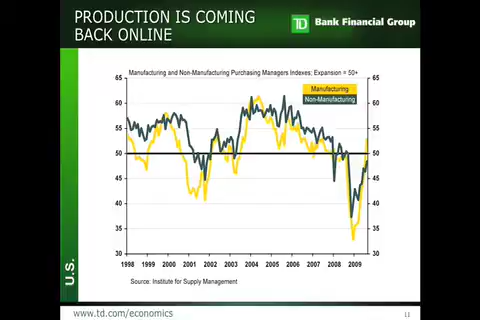 PRODUCTION IS COMING
BACK ONLINE
TD Bank Financial Group
Manufacturing and Non-Manufacturing Purchasing Managers Indexes; Expansion = 50+
65 65
Manufacturing
Non-Manufacturing
60 60
55 55
50 50
45 45
40 40
35 35
30 30
1998 1999 2000 2001 2002 2003 2004 2005 2006 2007 2008 2009
Source: Institute for Supply Management
U.S.
www.td.com/economics
11